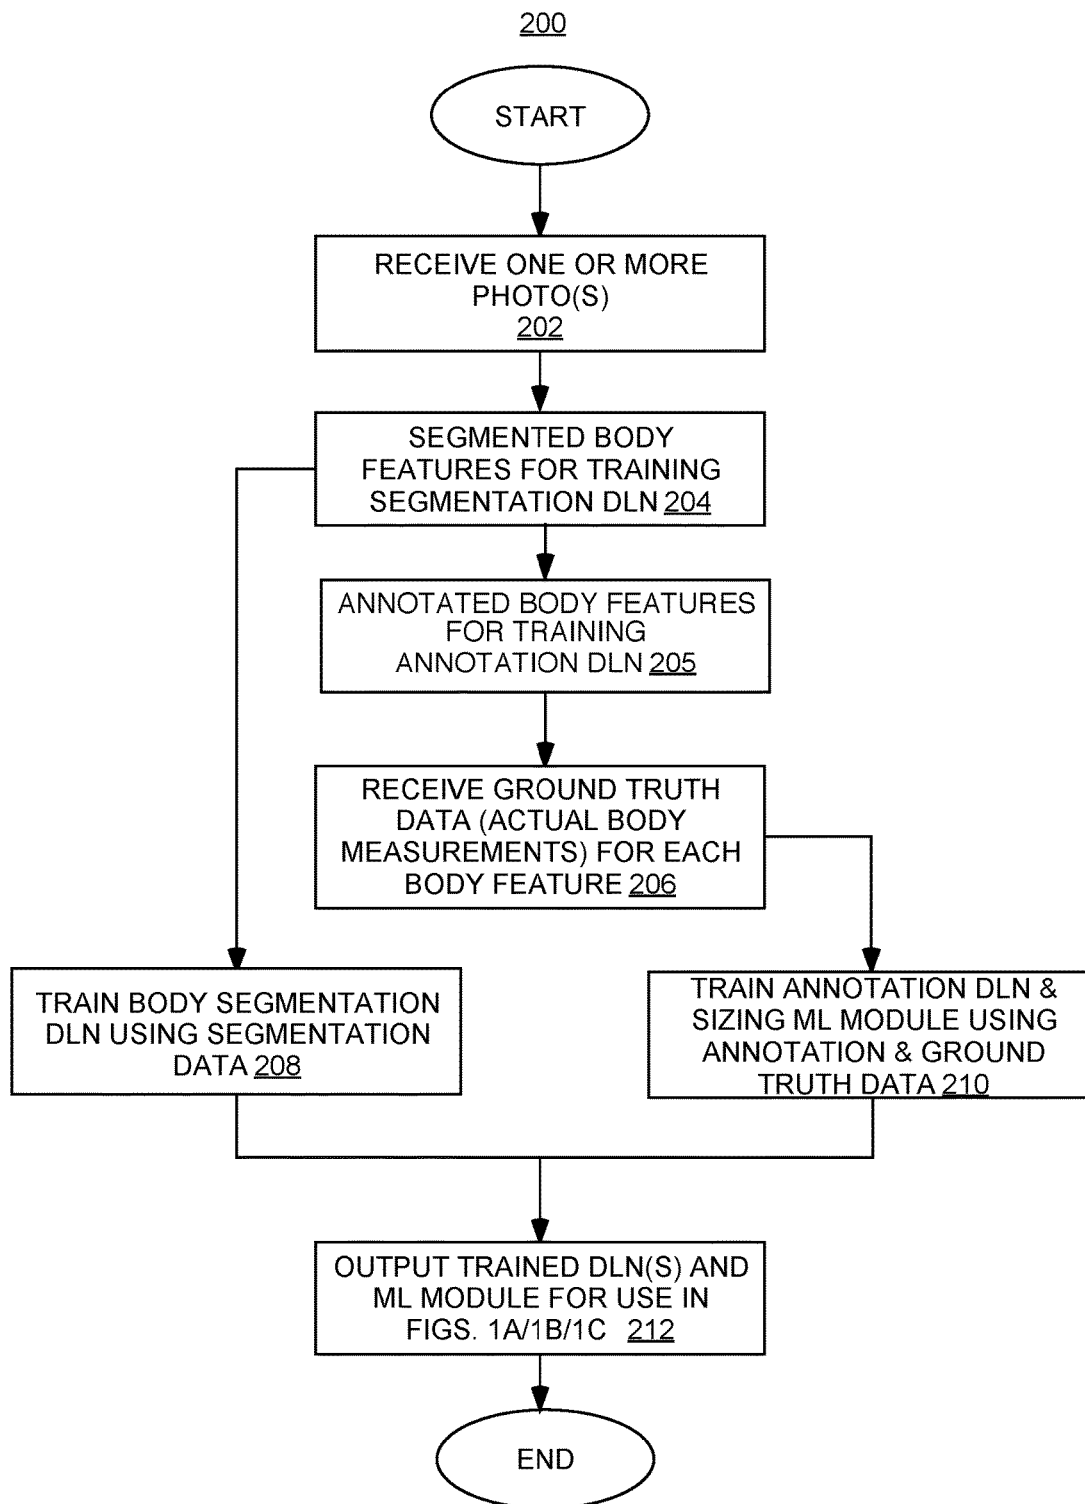 200
START
RECEIVE ONE OR MORE
PHOTO(S)
202
SEGMENTED BODY
FEATURES FOR TRAINING
SEGMENTATION DLN 204
ANNOTATED BODY FEATURES
FOR TRAINING
ANNOTATION DLN 205
RECEIVE GROUND TRUTH
DATA (ACTUAL BODY
MEASUREMENTS) FOR EACH
BODY FEATURE 206
TRAIN BODY SEGMENTATION
DLN USING SEGMENTATION
DATA 208
TRAIN ANNOTATION DLN &
SIZING ML MODULE USING
ANNOTATION & GROUND
TRUTH DATA 210
OUTPUT TRAINED DLN(S) AND
ML MODULE FOR USE IN
FIGS. 1A/1B/1C 212
END